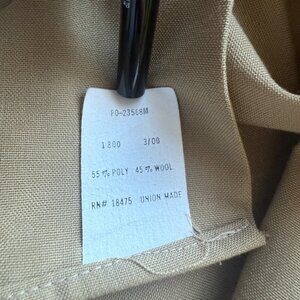 PO-23568M
1800 3/00
55% POLY 45% WOOL
RN# 18475 UNION MADE